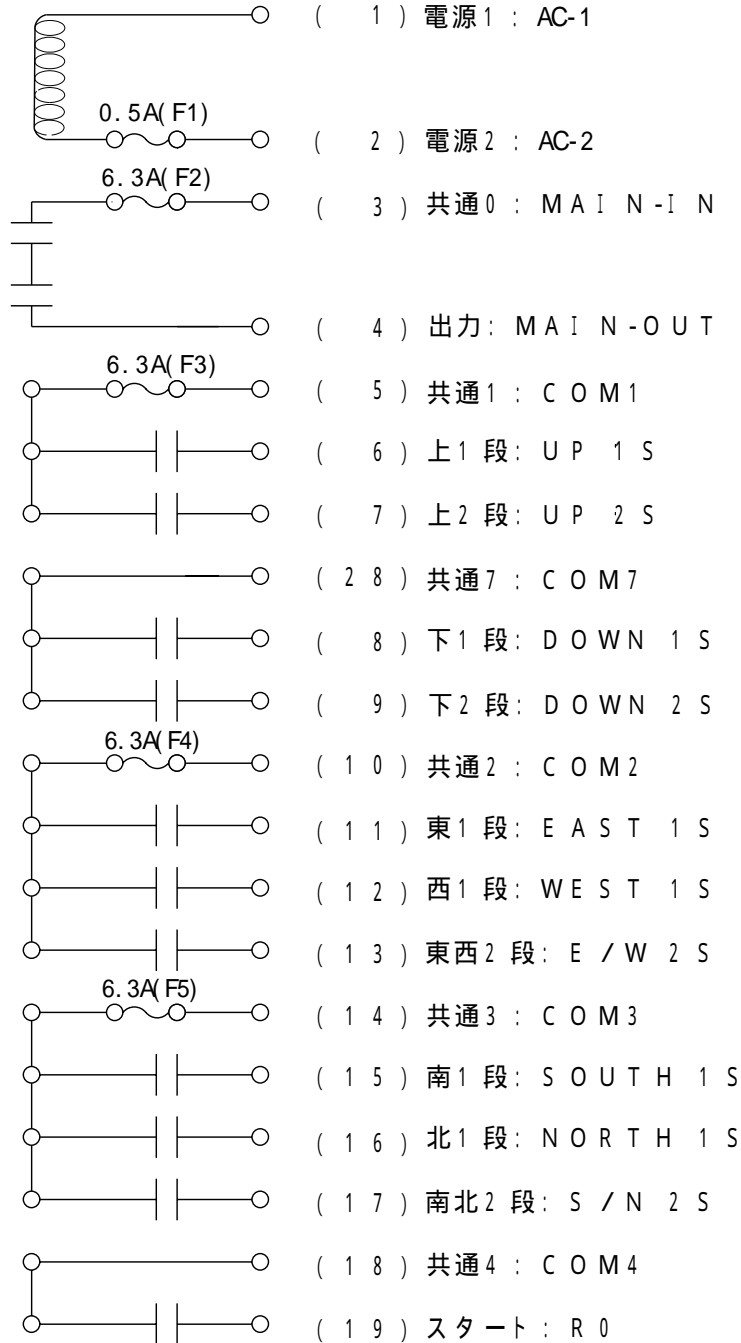 (1) 電源1: AC-1
0.5A(F1)
(2) 電源2: AC-2
6.3A(F2)
(3) 共通0: MAIN-IN
(4) 出力: MAIN-OUT
6.3A(F3)
(5) 共通1: COM1
(6) 上1段: UP 1S
(7) 上2段: UP 2S
(28) 共通7: COM7
(8) 下1段: DOWN 1S
(9) 下2段: DOWN 2S
6.3A(F4)
(10) 共通2: COM2
(11) 東1段: EAST 1S
(12) 西1段: WEST 1S
(13) 東西2段: E/W 2S
6.3A(F5)
(14) 共通3: COM3
(15) 南1段: SOUTH 1S
(16) 北1段: NORTH 1S
(17) 南北2段: S/N 2S
(18) 共通4: COM4
(19) スタート: R0